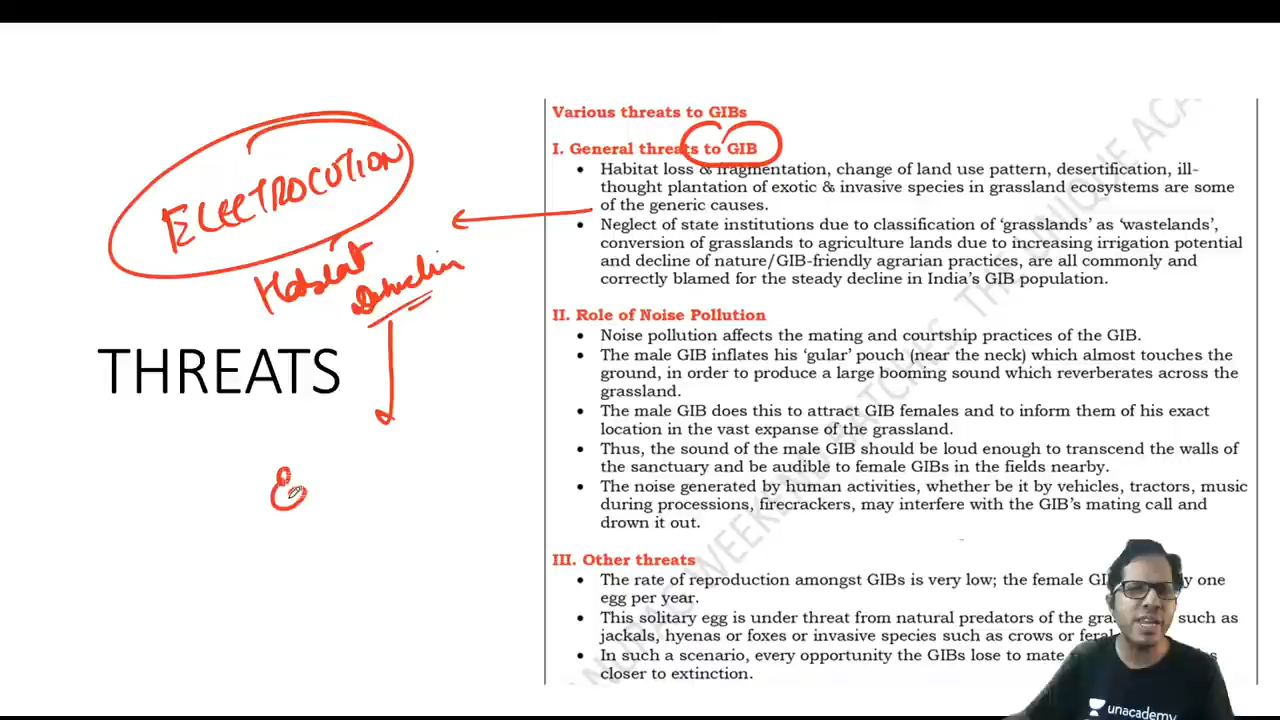 ELECTROCUTION
Habitat
THREATS
Various threats to GIBs
I. General threats to GIB
• Habitat loss & fragmentation, change of land use pattern, desertification, ill-
thought plantation of exotic & invasive species in grassland ecosystems are some
of the generic causes.
• Neglect of state institutions due to classification of ‘grasslands’ as ‘wastelands’,
conversion of grasslands to agriculture lands due to increasing irrigation potential
and decline of nature/GIB-friendly agrarian practices, are all commonly and
correctly blamed for the steady decline in India’s GIB population.
II. Role of Noise Pollution
• Noise pollution affects the mating and courtship practices of the GIB.
• The male GIB inflates his ‘gular’ pouch (near the neck) which almost touches the
ground, in order to produce a large booming sound which reverberates across the
grassland.
• The male GIB does this to attract GIB females and to inform them of his exact
location in the vast expanse of the grassland.
• Thus, the sound of the male GIB should be loud enough to transcend the walls of
the sanctuary and be audible to female GIBs in the fields nearby.
• The noise generated by human activities, whether be it by vehicles, tractors, music
during processions, firecrackers, may interfere with the GIB’s mating call and
drown it out.
III. Other threats
• The rate of reproduction amongst GIBs is very low; the female one
egg per year.
• This solitary egg is under threat from natural predators of the such as
jackals, hyenas or foxes or invasive species such as crows or
• In such a scenario, every opportunity the GIBs lose to mate
closer to extinction.
WEEKEND BATCHES, THE UNIQUE
unacademy